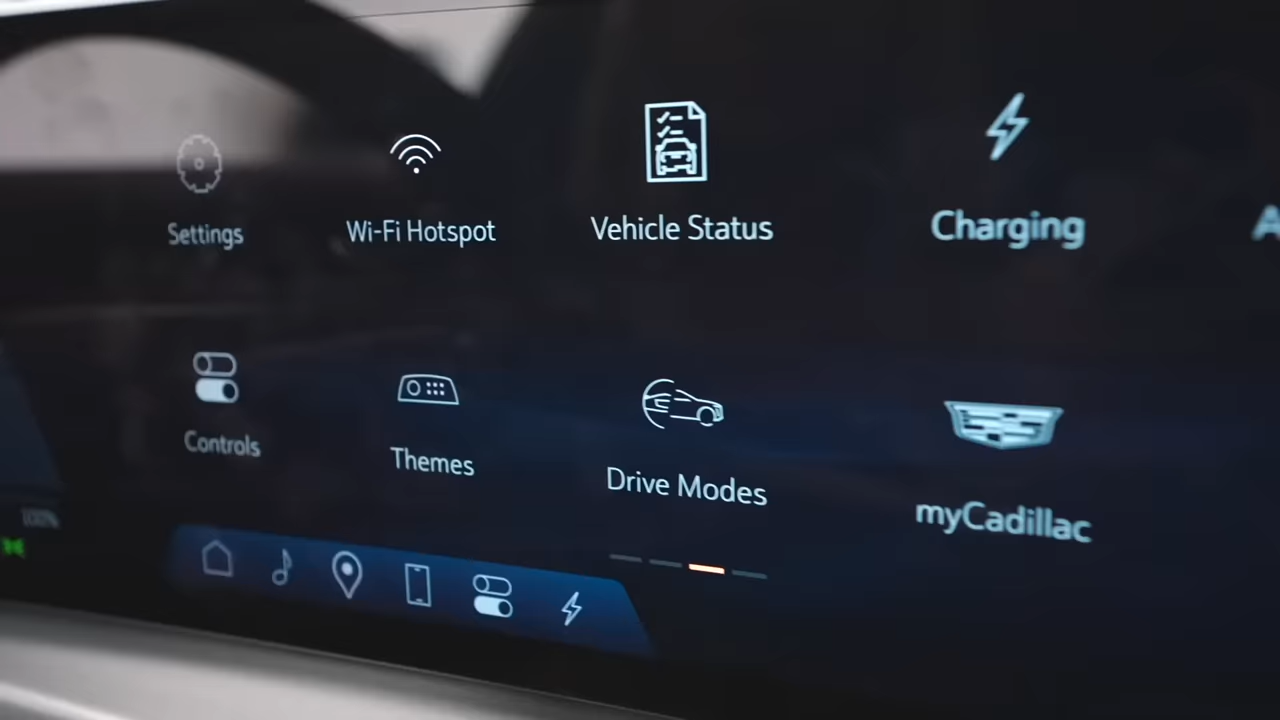 Settings
Wi-Fi Hotspot
Vehicle Status
Charging
A
Controls
Themes
Drive Modes
myCadillac
100%